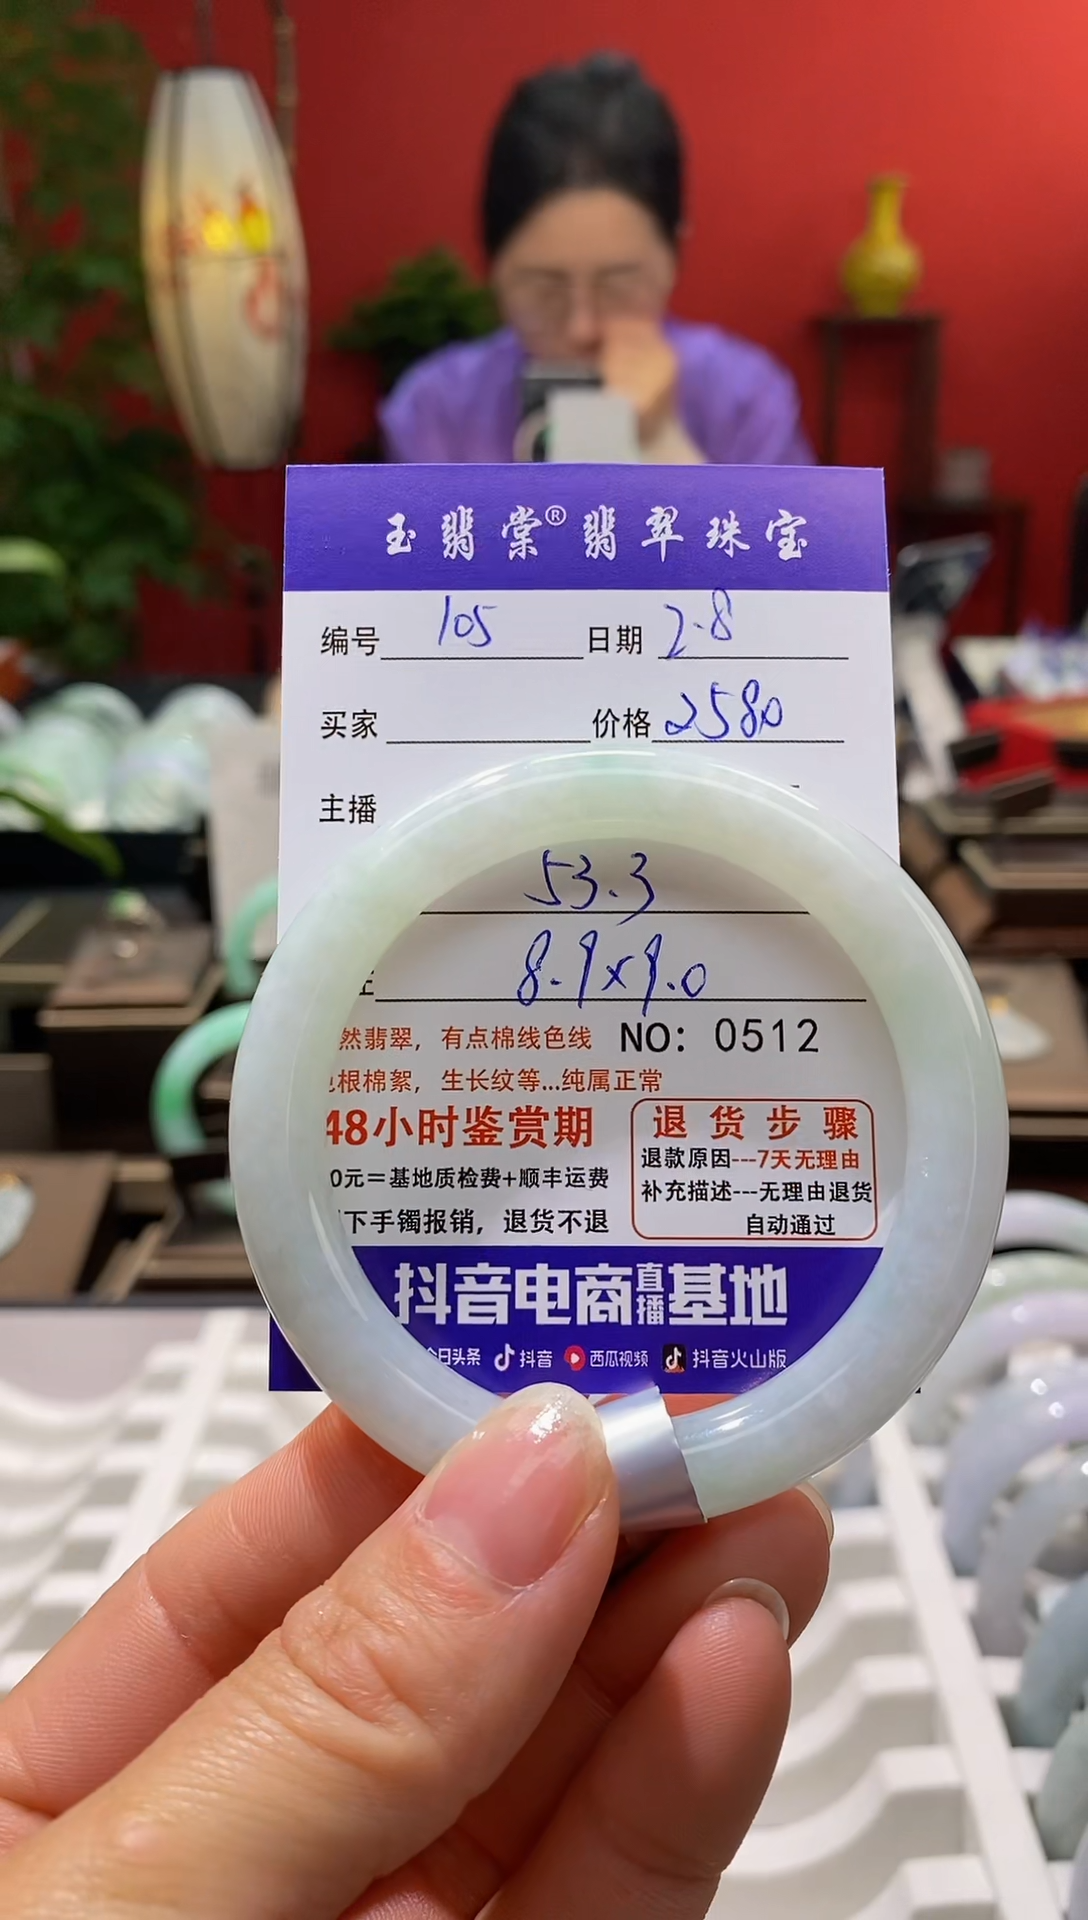 玉翡棠®翡翠珠宝
编号 105 日期 2.8
买家 价格 2580
主播
53.3
8.9x9.0
然翡翠，有点棉线色线 NO: 0512
根棉絮，生长纹等...纯属正常
48小时鉴赏期
0元=基地质检费+顺丰运费
下手镯报销，退货不退
退货步骤
退款原因---7天无理由
补充描述---无理由退货
自动通过
抖音电商直播基地
今日头条 抖音 西瓜视频 抖音火山版